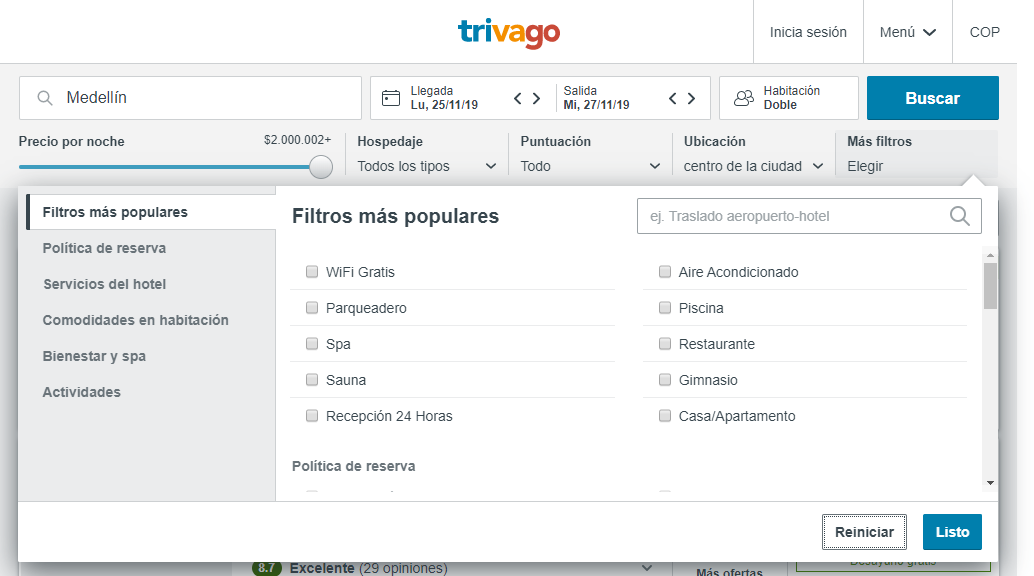 trivago
Inicia sesión
Menú
COP
Medellín
Llegada
Lu, 25/11/19
Salida
Mi, 27/11/19
Habitación
Doble
Buscar
Precio por noche
$2.000.002+
Hospedaje
Todos los tipos
Puntuación
Todo
Ubicación
centro de la ciudad
Más filtros
Elegir
Filtros más populares
Política de reserva
Servicios del hotel
Comodidades en habitación
Bienestar y spa
Actividades
Filtros más populares
ej. Traslado aeropuerto-hotel
WiFi Gratis
Aire Acondicionado
Parqueadero
Piscina
Spa
Restaurante
Sauna
Gimnasio
Recepción 24 Horas
Casa/Apartamento
Política de reserva
Reiniciar
Listo
8.7 Excelente (29 opiniones)
Más ofertas
Desayuno gratis